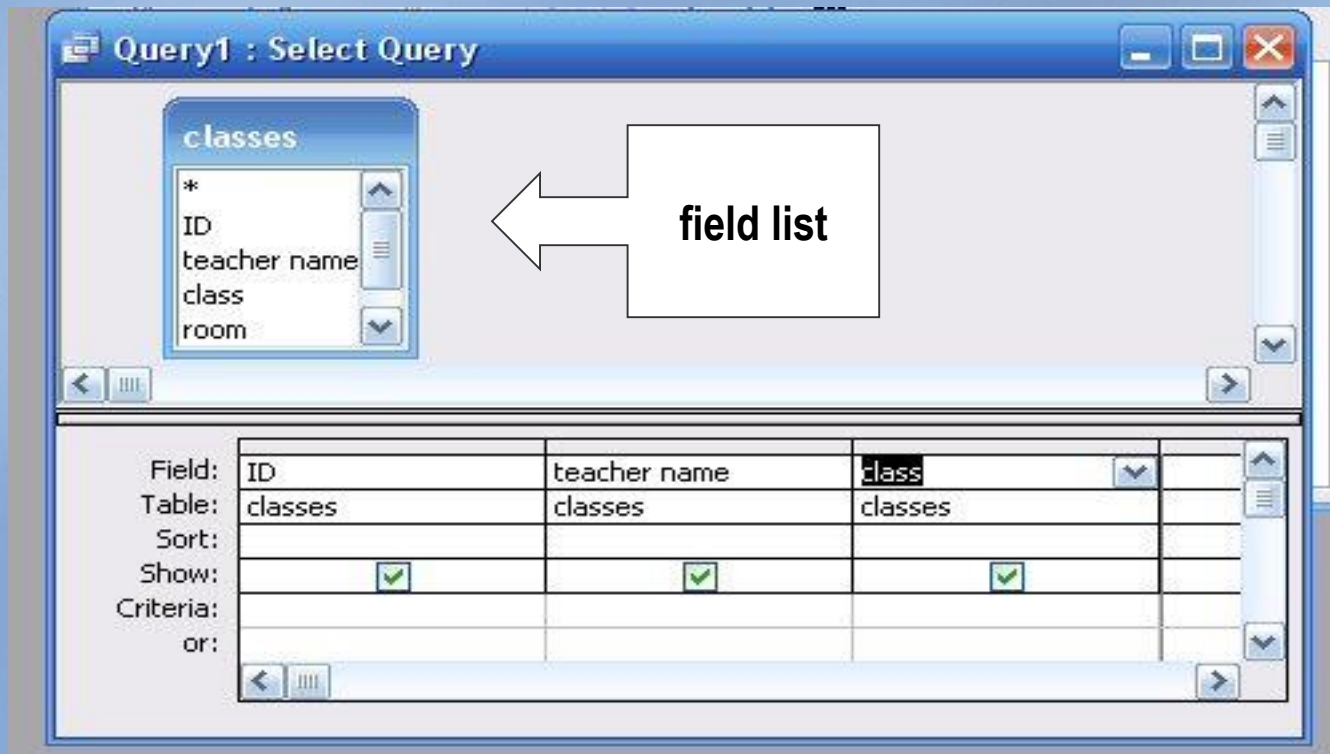 Query1 : Select Query
classes
*
ID
teacher name
class
room
field list
Field: ID teacher name class
Table: classes classes classes
Sort:
Show:
Criteria:
or: